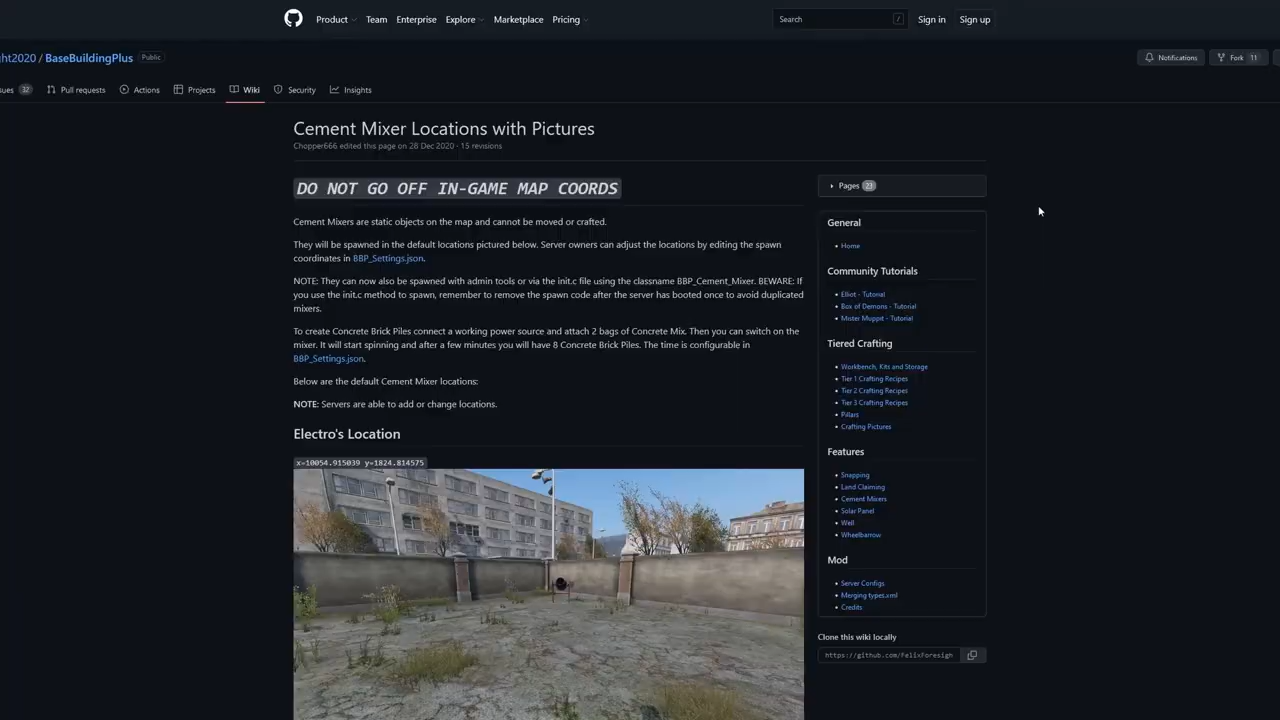 Product Team Enterprise Explore Marketplace Pricing Search / Sign in Sign up
ght2020 / BaseBuildingPlus Public Notifications Fork 11
ues 32 Pull requests Actions Projects Wiki Security Insights
Cement Mixer Locations with Pictures
Chopper666 edited this page on 28 Dec 2020 · 15 revisions
DO NOT GO OFF IN-GAME MAP COORDS
Cement Mixers are static objects on the map and cannot be moved or crafted.
They will be spawned in the default locations pictured below. Server owners can adjust the locations by editing the spawn
coordinates in BBP_Settings.json.
NOTE: They can now also be spawned with admin tools or via the init.c file using the classname BBP_Cement_Mixer. BEWARE: If
you use the init.c method to spawn, remember to remove the spawn code after the server has booted once to avoid duplicated
mixers.
To create Concrete Brick Piles connect a working power source and attach 2 bags of Concrete Mix. Then you can switch on the
mixer. It will start spinning and after a few minutes you will have 8 Concrete Brick Piles. The time is configurable in
BBP_Settings.json.
Below are the default Cement Mixer locations:
NOTE: Servers are able to add or change locations.
Electro's Location
x=10054.915039 y=1824.814575
Pages 23
General
Home
Community Tutorials
Elliot - Tutorial
Box of Demons - Tutorial
Mister Muppit - Tutorial
Tiered Crafting
Workbench, Kits and Storage
Tier 1 Crafting Recipes
Tier 2 Crafting Recipes
Tier 3 Crafting Recipes
Pillars
Crafting Pictures
Features
Snapping
Land Claiming
Cement Mixers
Solar Panel
Well
Wheelbarrow
Mod
Server Configs
Merging types.xml
Credits
Clone this wiki locally
https://github.com/FelixForesigh